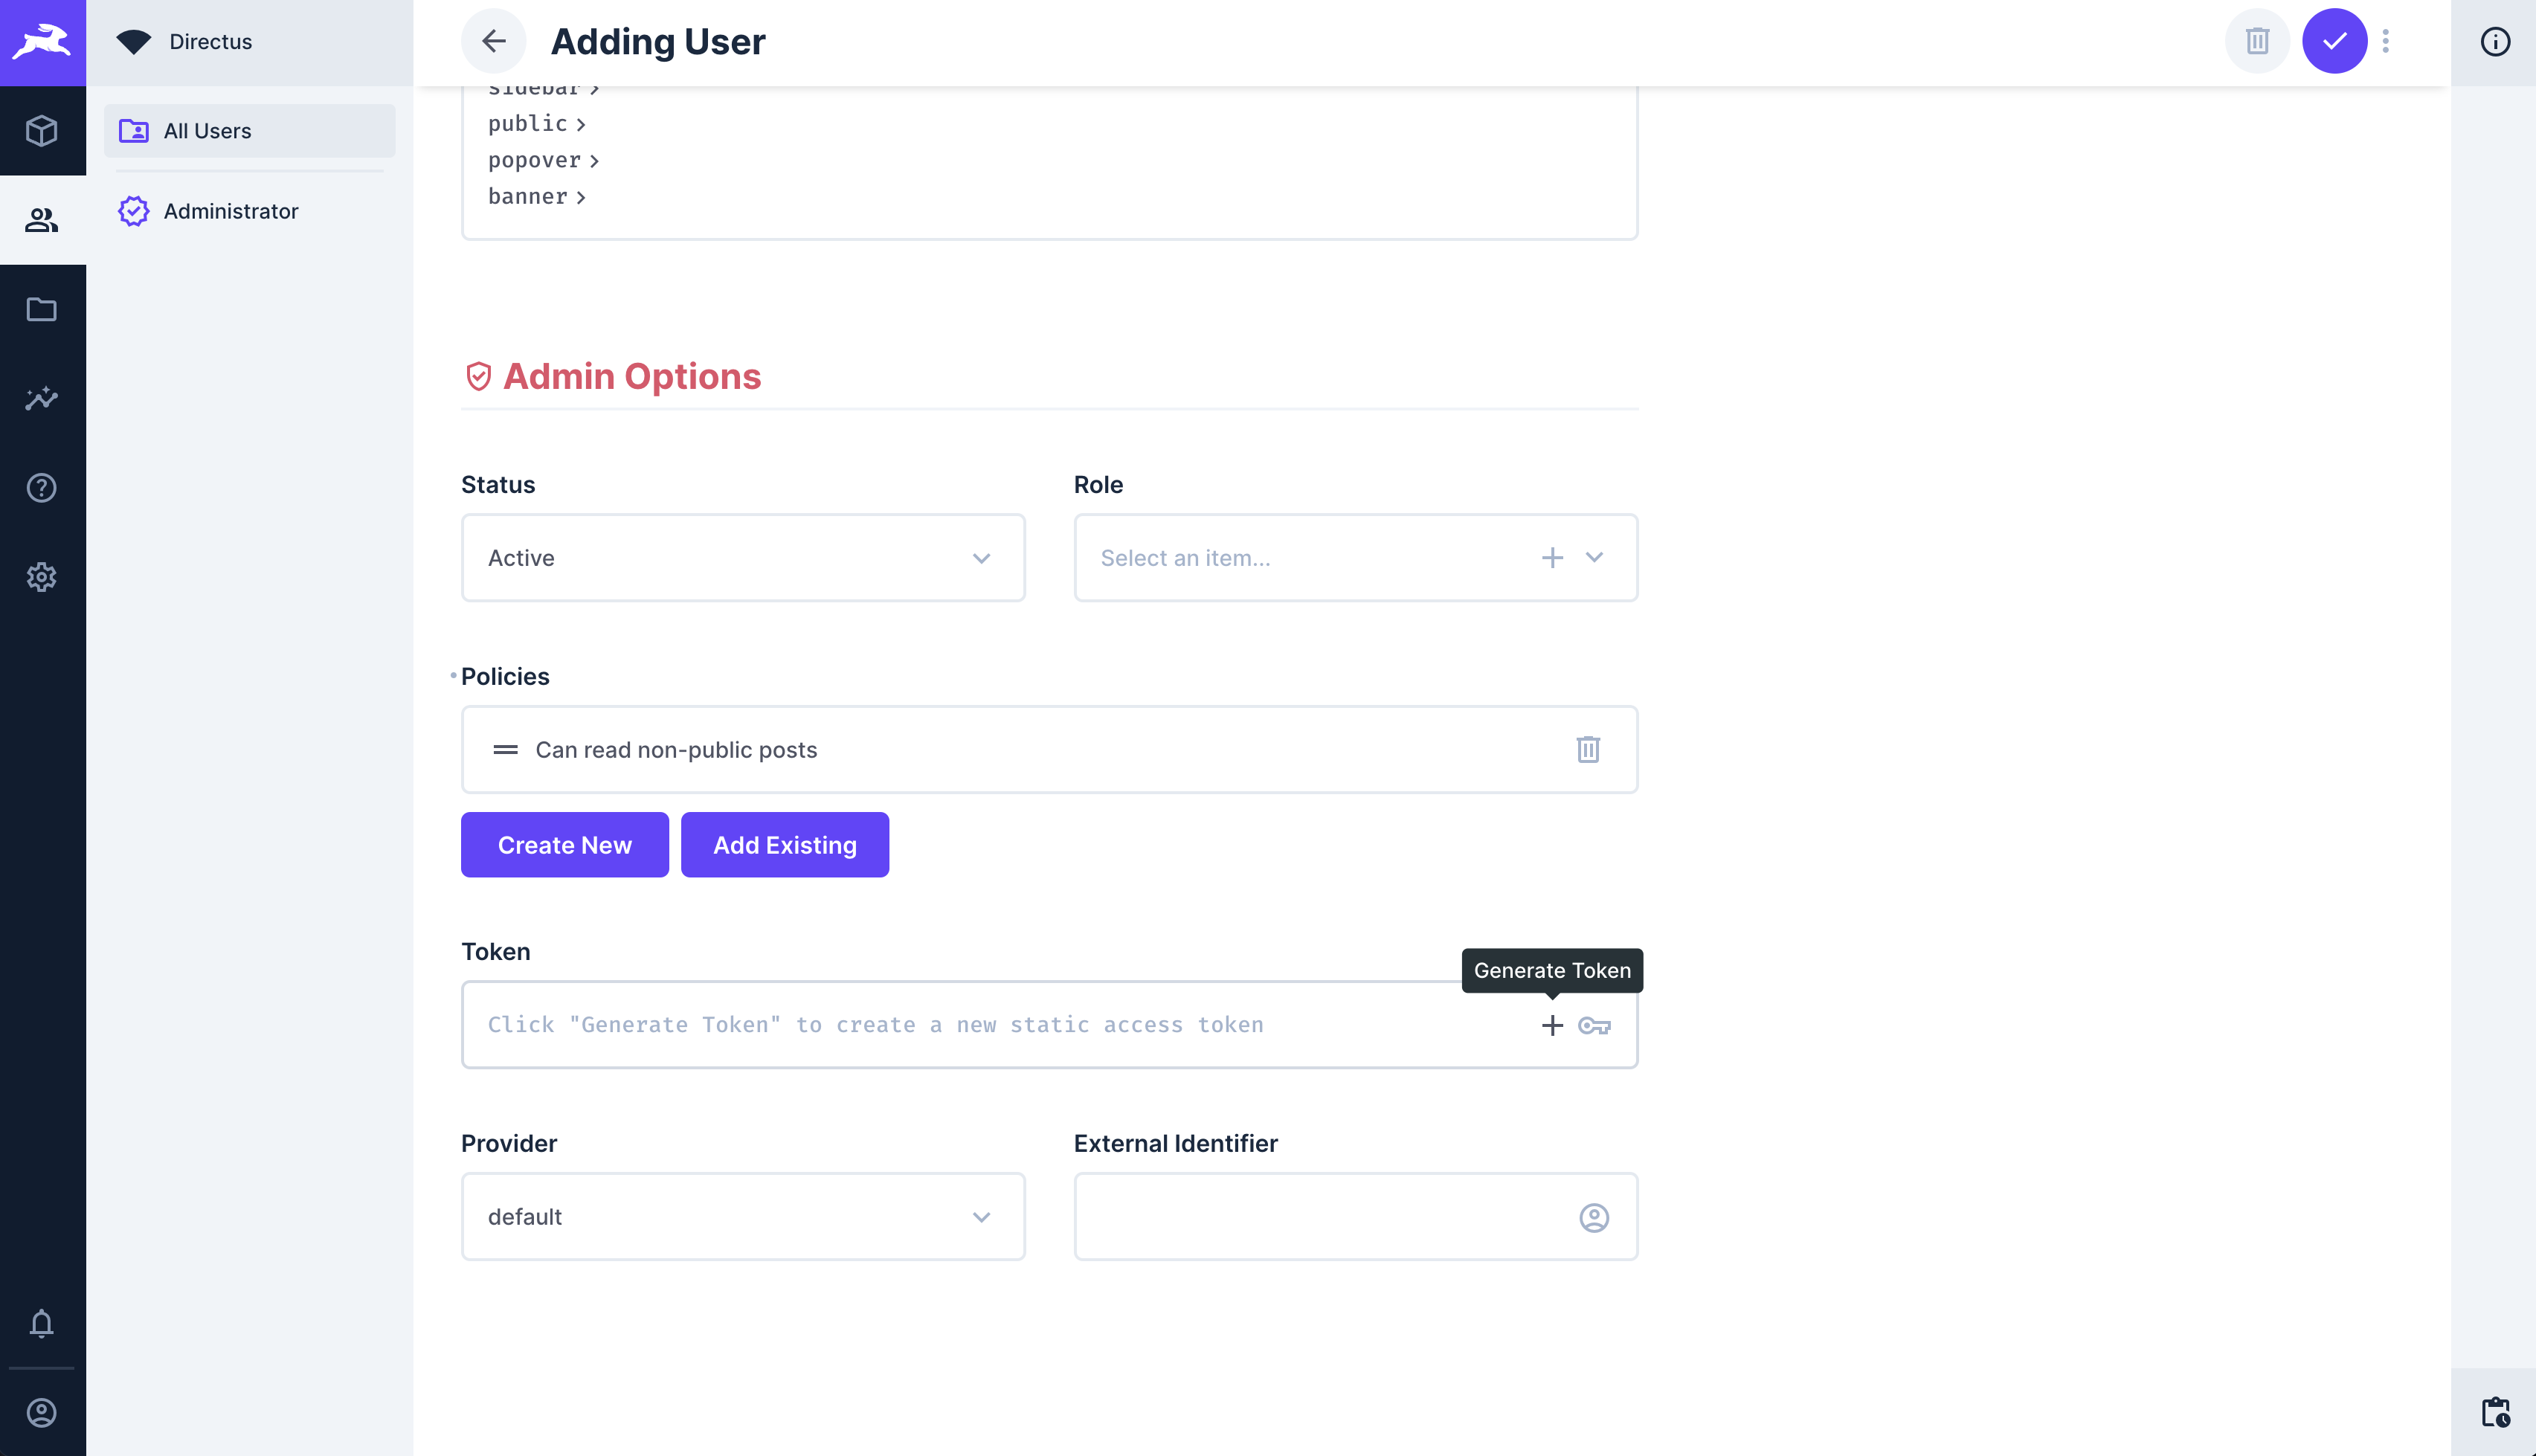 Directus
Adding User
All Users
Administrator
sidebar
public
popover
banner
Admin Options
Status
Role
Active
Select an item...
Policies
Can read non-public posts
Create New
Add Existing
Token
Generate Token
Click "Generate Token" to create a new static access token
Provider
External Identifier
default